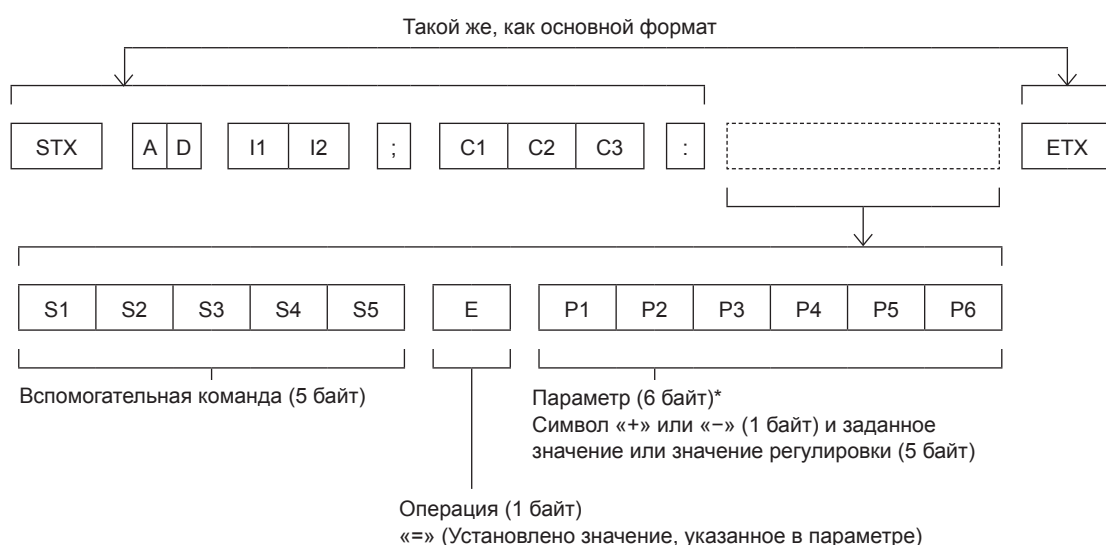 Такой же, как основной формат
STX A D I1 I2 ; C1 C2 C3 : ETX
S1 S2 S3 S4 S5 E P1 P2 P3 P4 P5 P6
Вспомогательная команда (5 байт)
Параметр (6 байт)*
Символ «+» или «−» (1 байт) и заданное
значение или значение регулировки (5 байт)
Операция (1 байт)
«=» (Установлено значение, указанное в параметре)